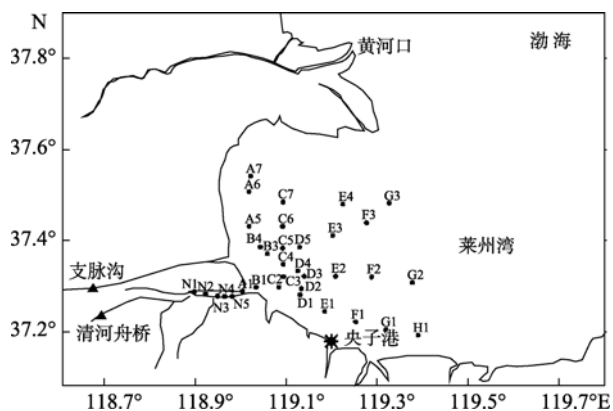 N
黄河口
渤海
37.8°
37.6°
A7
A6
C7
E4
G3
37.4°
A5
C6
F3
E3
B4
B3
C5
D5
莱州湾
C4
D4
支脉沟
D3
E2
F2
G2
N1
N2
N4
A1
B1
C2
C3
D2
N3
N5
D1
E1
清河舟桥
37.2°
F1
G1
H1
央子港
118.7°
118.9°
119.1°
119.3°
119.5°
119.7°E